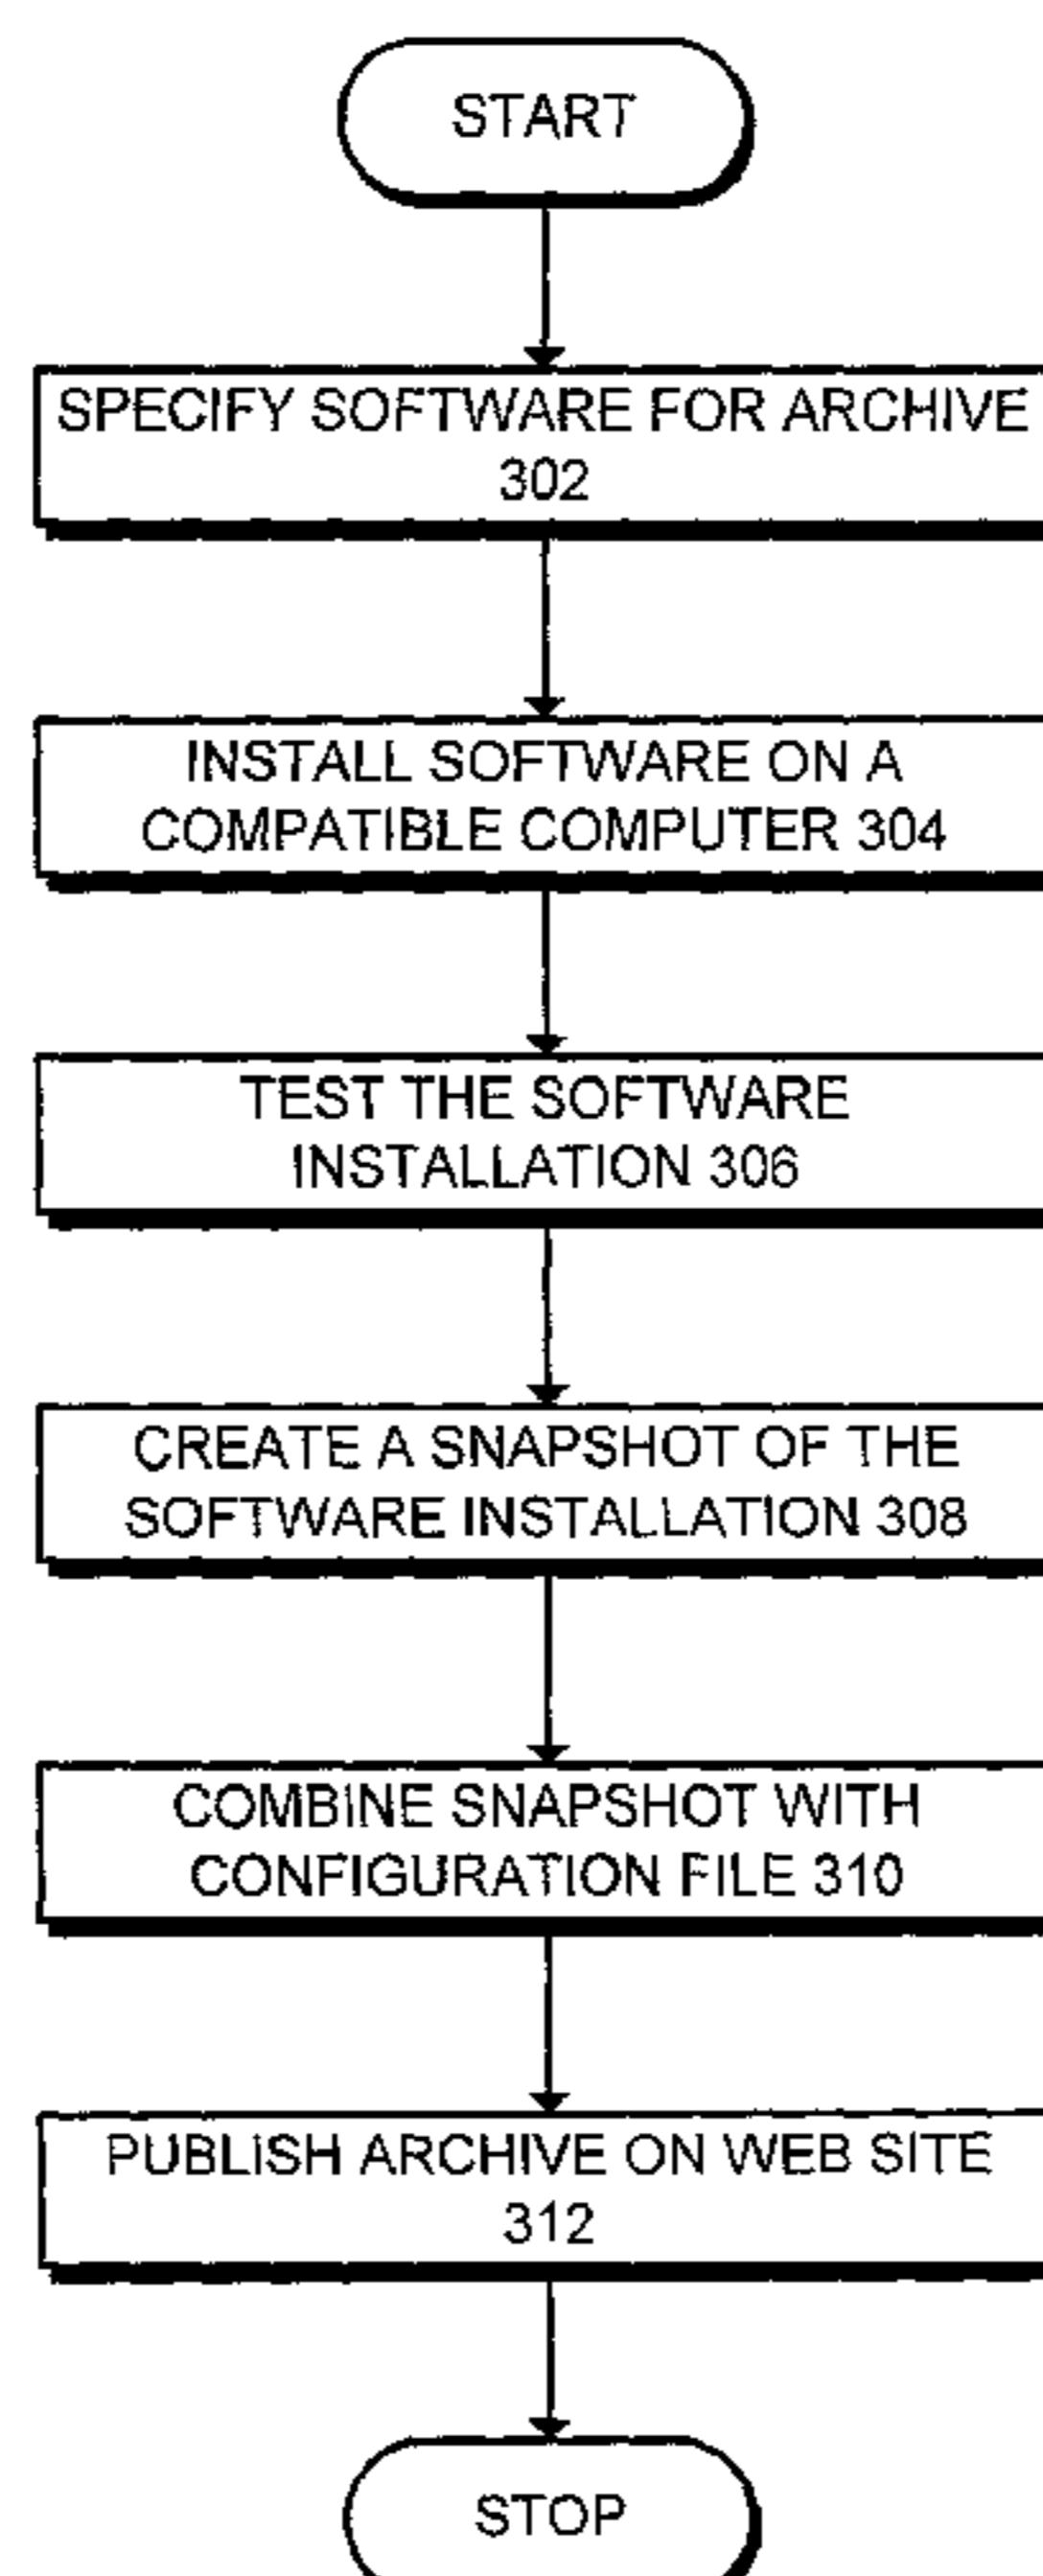 START
SPECIFY SOFTWARE FOR ARCHIVE
302
INSTALL SOFTWARE ON A
COMPATIBLE COMPUTER 304
TEST THE SOFTWARE
INSTALLATION 306
CREATE A SNAPSHOT OF THE
SOFTWARE INSTALLATION 308
COMBINE SNAPSHOT WITH
CONFIGURATION FILE 310
PUBLISH ARCHIVE ON WEB SITE
312
STOP